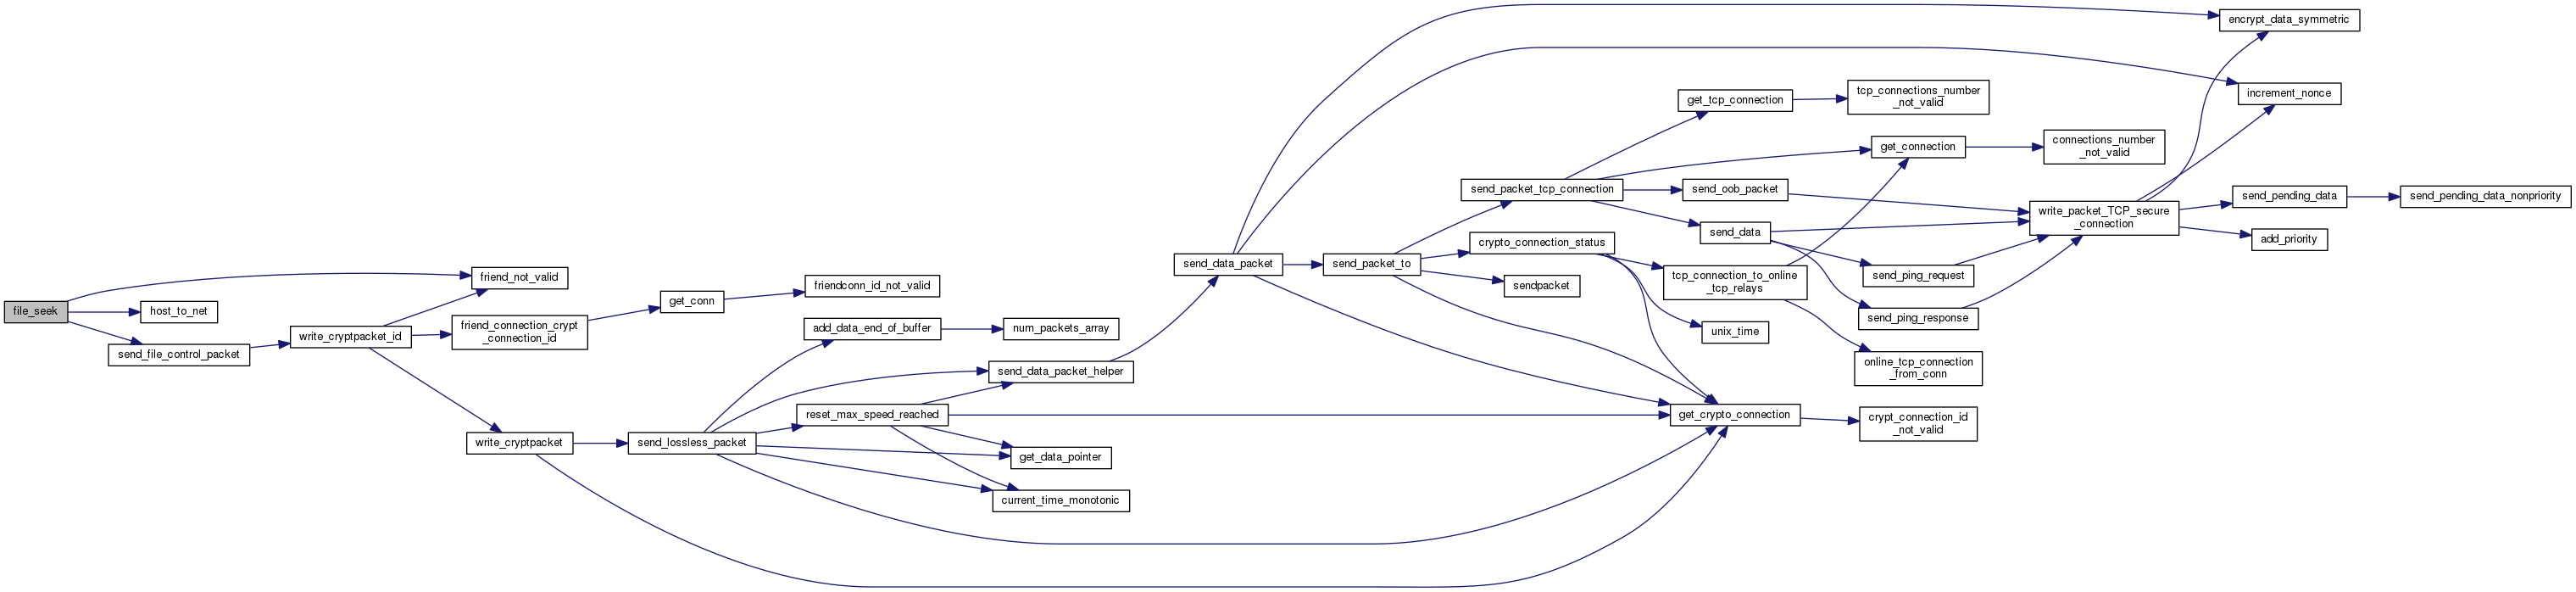 file_seek
friend_not_valid
host_to_net
send_file_control_packet
write_cryptpacket_id
friend_connection_crypt
_connection_id
get_conn
friendconn_id_not_valid
write_cryptpacket
send_lossless_packet
add_data_end_of_buffer
num_packets_array
send_data_packet_helper
reset_max_speed_reached
get_data_pointer
current_time_monotonic
send_data_packet
send_packet_to
send_packet_tcp_connection
crypto_connection_status
sendpacket
get_tcp_connection
tcp_connections_number
_not_valid
get_connection
connections_number
_not_valid
send_oob_packet
send_data
tcp_connection_to_online
_tcp_relays
unix_time
send_ping_request
send_ping_response
online_tcp_connection
_from_conn
get_crypto_connection
crypt_connection_id
_not_valid
write_packet_TCP_secure
_connection
encrypt_data_symmetric
increment_nonce
send_pending_data
send_pending_data_nonpriority
add_priority